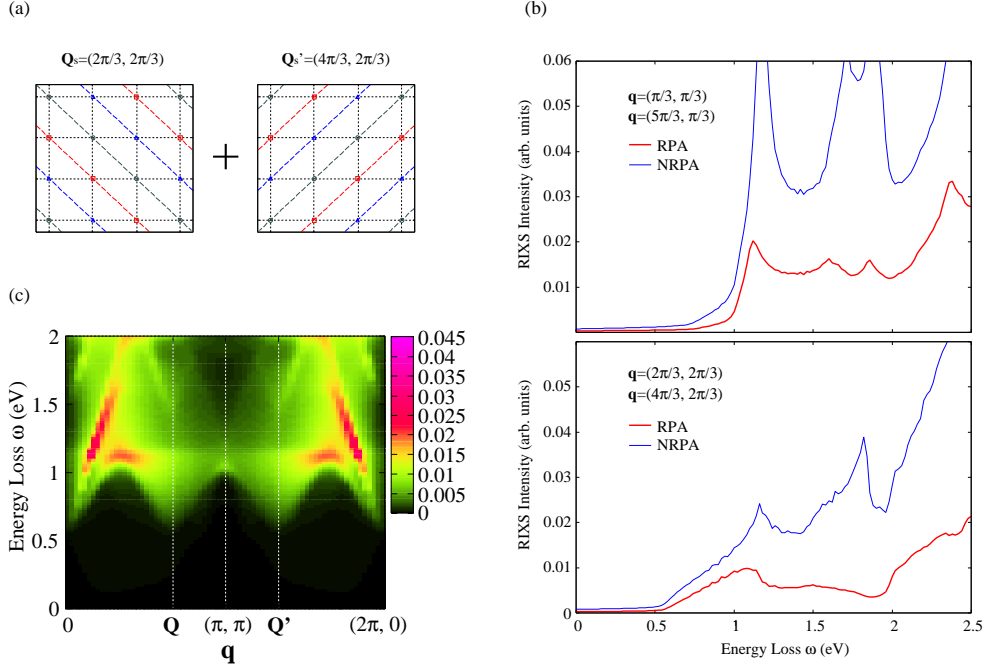 (a)
Qs=(2π/3, 2π/3)
Qs'=(4π/3, 2π/3)
+
(b)
RIXS Intensity (arb. units)
0.06
0.05
0.04
0.03
0.02
0.01
q=(π/3, π/3)
q=(5π/3, π/3)
RPA
NRPA
RIXS Intensity (arb. units)
0.05
0.04
0.03
0.02
0.01
0
q=(2π/3, 2π/3)
q=(4π/3, 2π/3)
RPA
NRPA
0 0.5 1 1.5 2 2.5
Energy Loss ω (eV)
(c)
Energy Loss ω (eV)
2
1.5
1
0.5
0
0 Q (π, π) Q' (2π, 0)
q
0.045
0.04
0.035
0.03
0.025
0.02
0.015
0.01
0.005
0